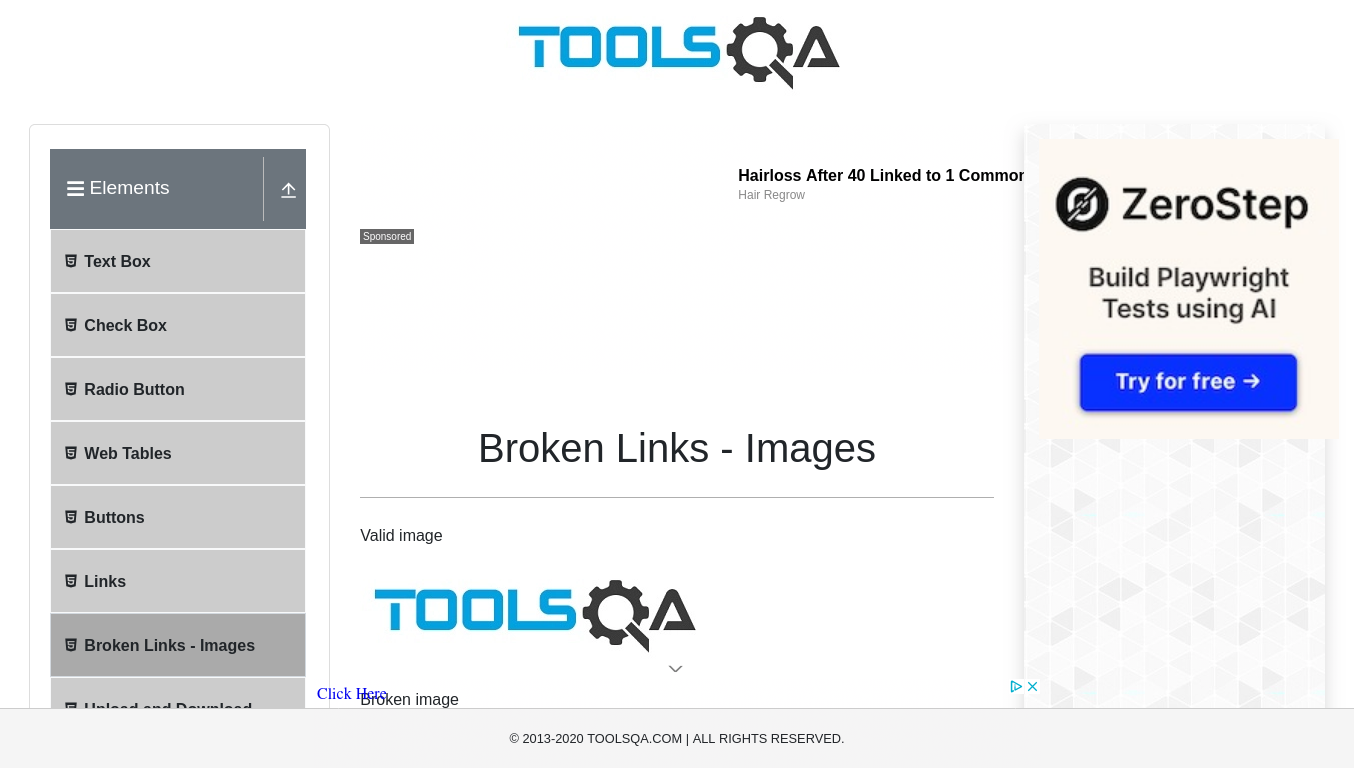 TOOLSQA
Elements
Text Box
Check Box
Radio Button
Web Tables
Buttons
Links
Broken Links - Images
Upload and Download
Hairloss After 40 Linked to 1 Common
Hair Regrow
Sponsored
Broken Links - Images
Valid image
TOOLSQA
Click Here
Broken image
ZeroStep
Build Playwright
Tests using AI
Try for free →
© 2013-2020 TOOLSQA.COM | ALL RIGHTS RESERVED.